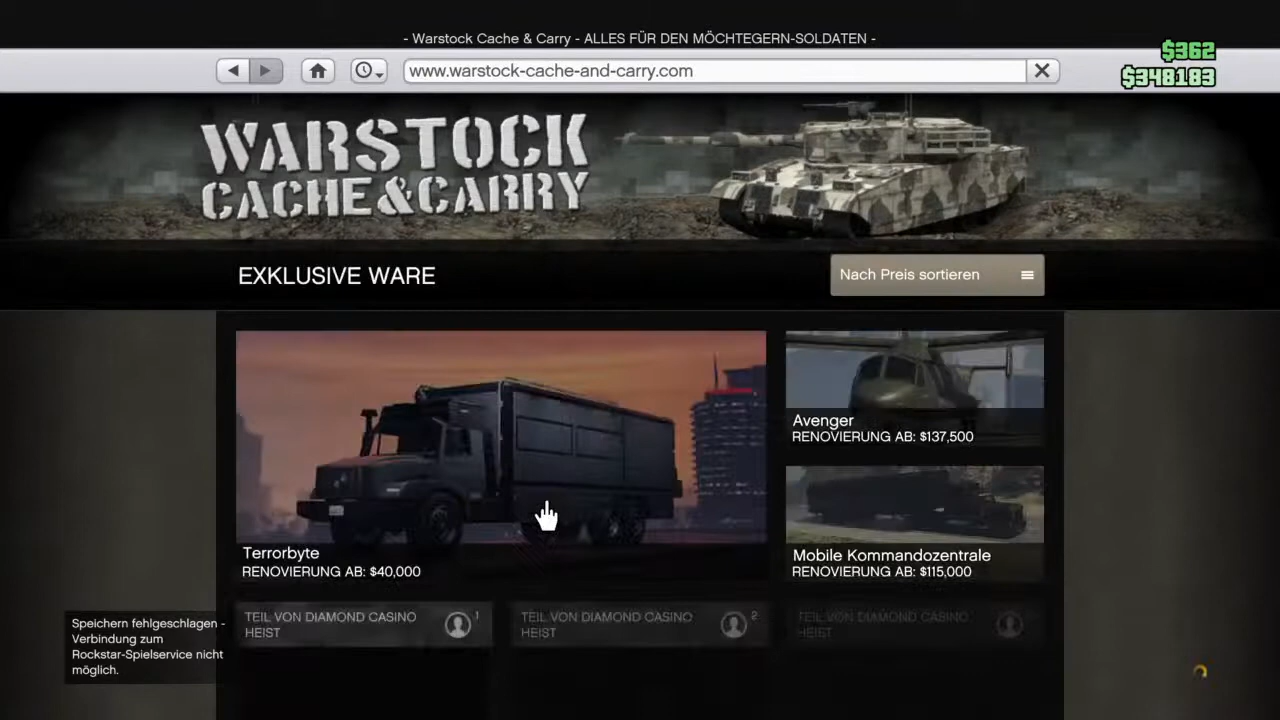 - Warstock Cache & Carry - ALLES FÜR DEN MÖCHTEGERN-SOLDATEN -
$362
www.warstock-cache-and-carry.com
$348183
WARSTOCK
CACHE&CARRY
EXKLUSIVE WARE
Nach Preis sortieren
Avenger
RENOVIERUNG AB: $137,500
Terrorbyte
RENOVIERUNG AB: $40,000
Mobile Kommandozentrale
RENOVIERUNG AB: $115,000
TEIL VON DIAMOND CASINO
HEIST
1
TEIL VON DIAMOND CASINO
HEIST
2
TEIL VON DIAMOND CASINO
HEIST
Speichern fehlgeschlagen -
Verbindung zum
Rockstar-Spielservice nicht
möglich.